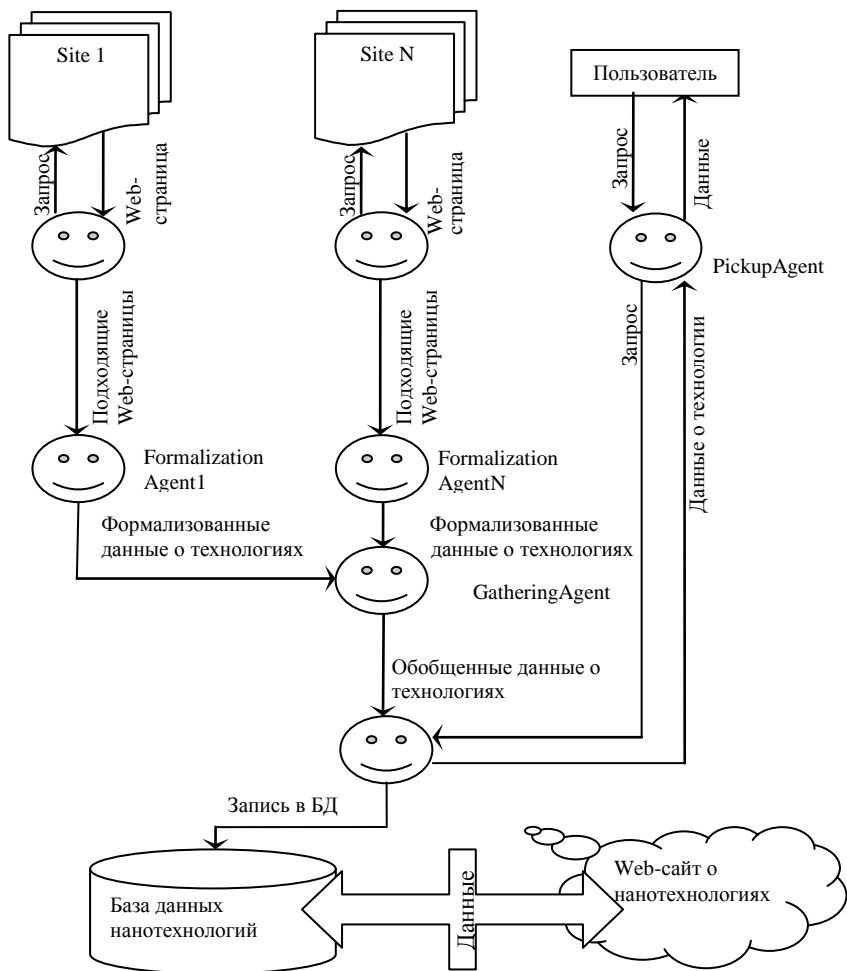 Site 1
Site N
Пользователь
Запрос
Web-
страница
Запрос
Web-
страница
Запрос
Данные
PickupAgent
Подходящие
Web-страницы
Подходящие
Web-страницы
Запрос
Данные о технологии
Formalization
Agent1
Formalization
AgentN
Формализованные
данные о технологиях
Формализованные
данные о технологиях
GatheringAgent
Обобщенные данные о
технологиях
Запись в БД
База данных
нанотехнологий
Данные
Web-сайт о
нанотехнологиях